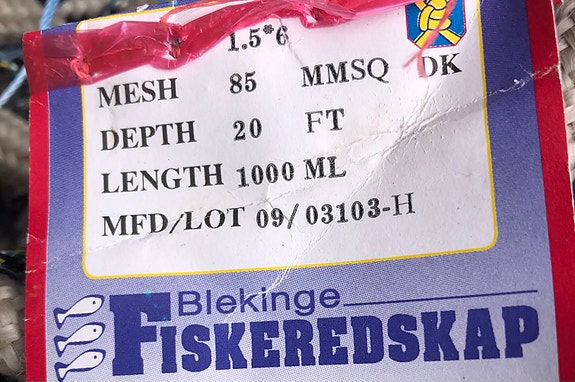 1.5*6
MESH 85 MMSQ DK
DEPTH 20 FT
LENGTH 1000 ML
MFD/LOT 09/03103-H
Blekinge
FISKEREDSKAP